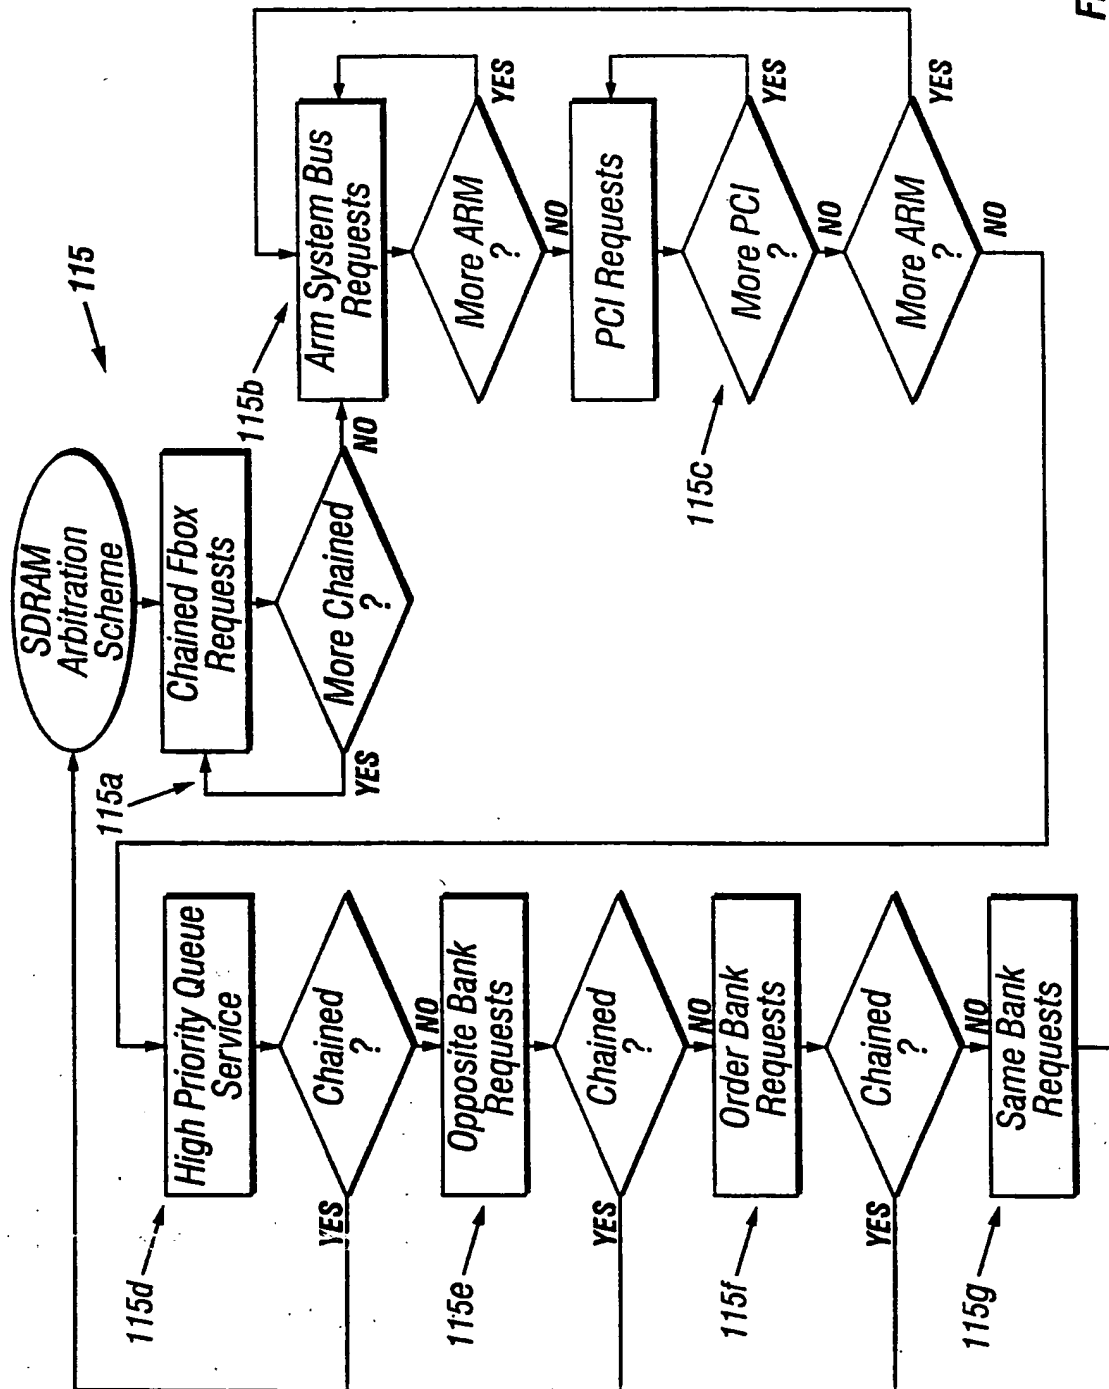 115
SDRAM
Arbitration
Scheme
115a
Chained Fbox
Requests
More Chained
?
YES
NO
115b
Arm System Bus
Requests
More ARM
?
YES
NO
PCI Requests
115c
More PCI
?
YES
NO
More ARM
?
YES
NO
115d
High Priority Queue
Service
Chained
?
YES
NO
115e
Opposite Bank
Requests
Chained
?
YES
NO
115f
Order Bank
Requests
Chained
?
YES
NO
115g
Same Bank
Requests